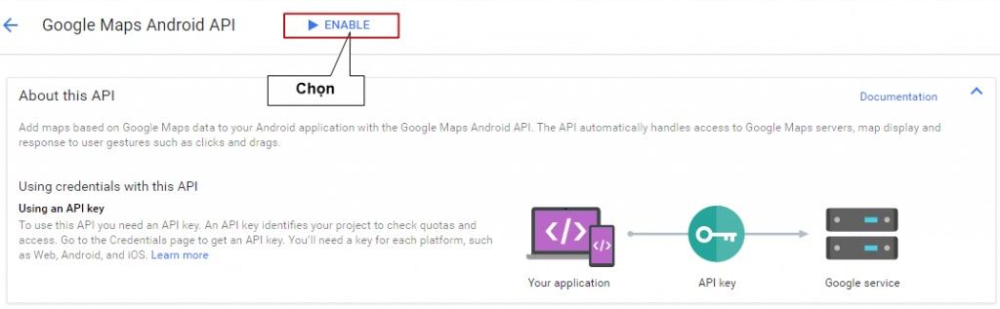 Google Maps Android API
ENABLE
Chọn
About this API
Documentation
Add maps based on Google Maps data to your Android application with the Google Maps Android API. The API automatically handles access to Google Maps servers, map display and
response to user gestures such as clicks and drags.
Using credentials with this API
Using an API key
To use this API you need an API key. An API key identifies your project to check quotas and
access. Go to the Credentials page to get an API key. You'll need a key for each platform, such
as Web, Android, and iOS. Learn more
Your application
API key
Google service